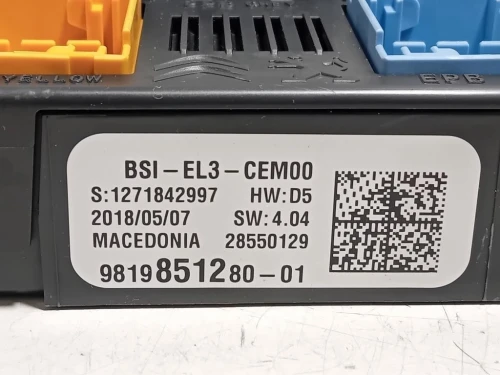 YELLOW
EPB
BSI-EL3-CEM00
S:1271842997 HW:D5
2018/05/07 SW:4.04
MACEDONIA 28550129
9819851280-01